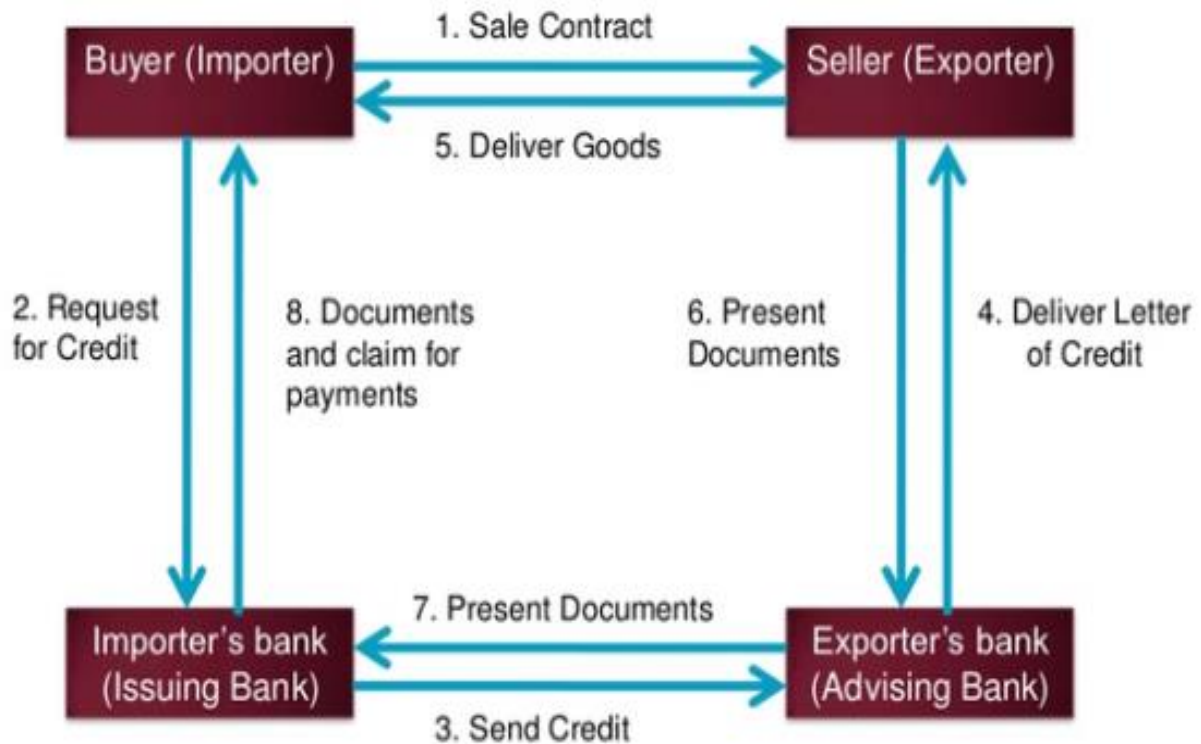 1. Sale Contract
Buyer (Importer)
Seller (Exporter)
5. Deliver Goods
2. Request
for Credit
8. Documents
and claim for
payments
6. Present
Documents
4. Deliver Letter
of Credit
7. Present Documents
Importer's bank
(Issuing Bank)
Exporter's bank
(Advising Bank)
3. Send Credit